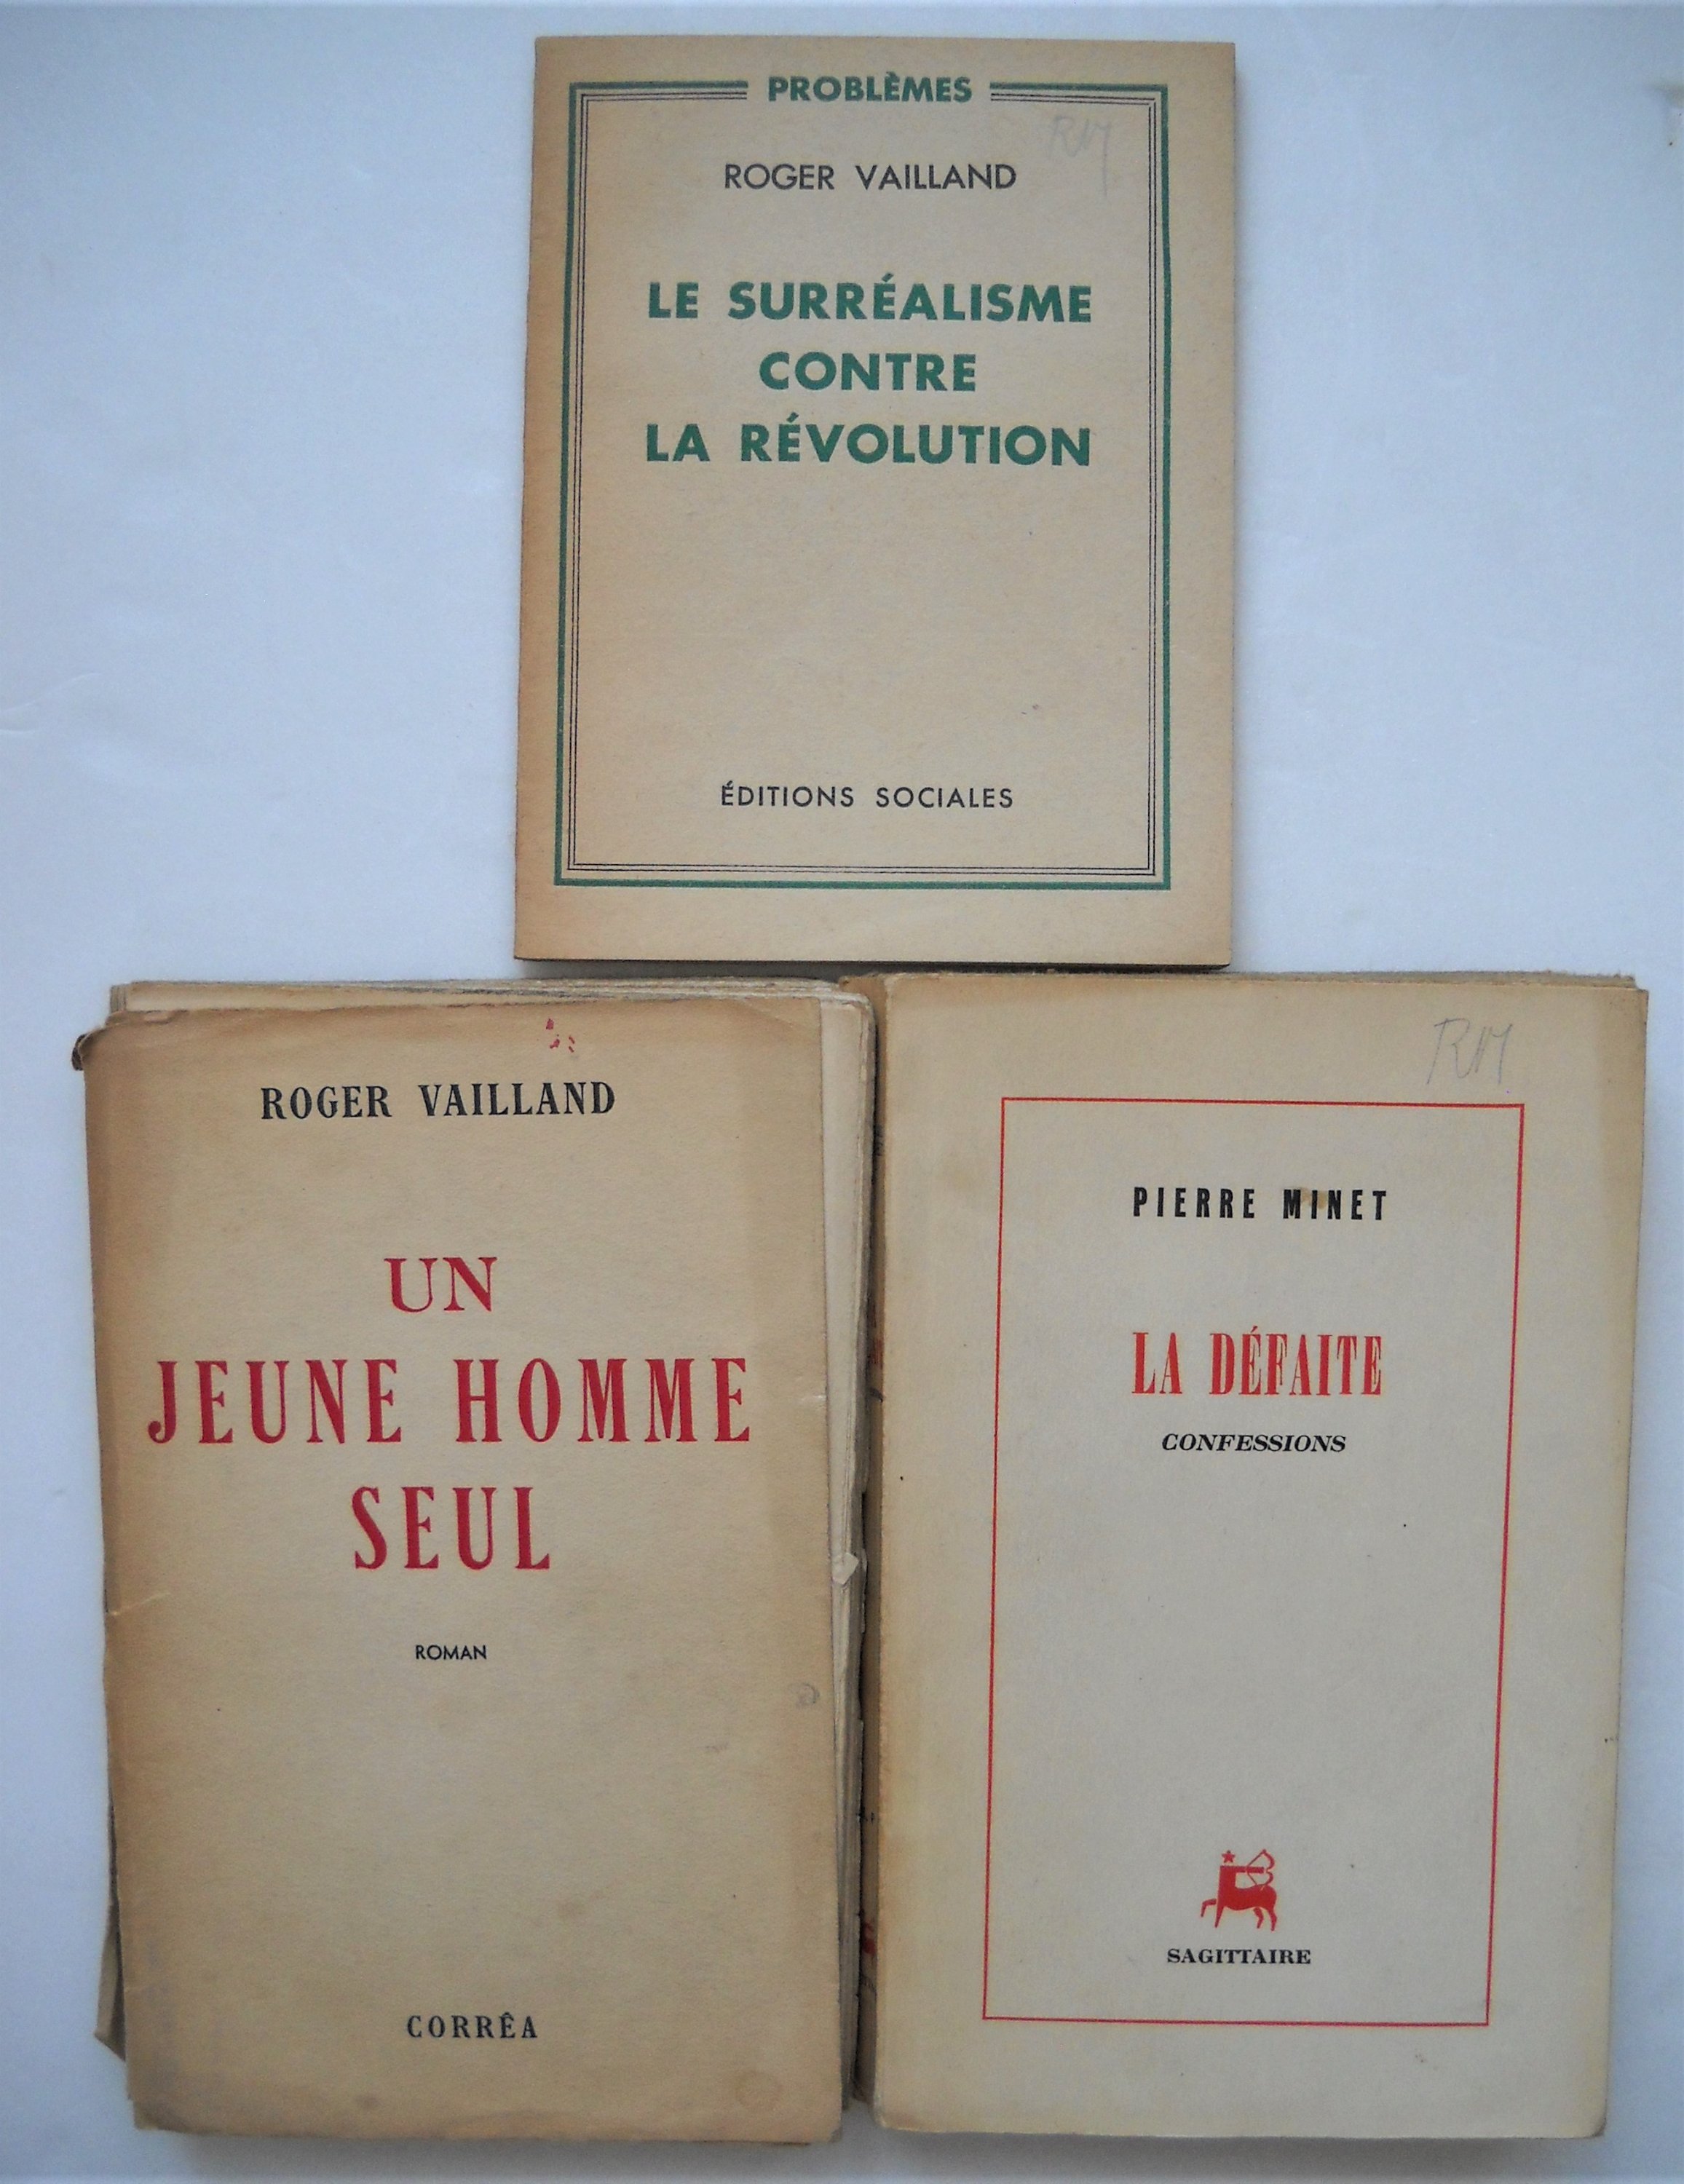 PROBLÈMES
ROGER VAILLAND
LE SURRÉALISME
CONTRE
LA RÉVOLUTION
ÉDITIONS SOCIALES
ROGER VAILLAND
UN
JEUNE HOMME
SEUL
ROMAN
CORRÊA
PIERRE MINET
LA DÉFAITE
CONFESSIONS
SAGITTAIRE